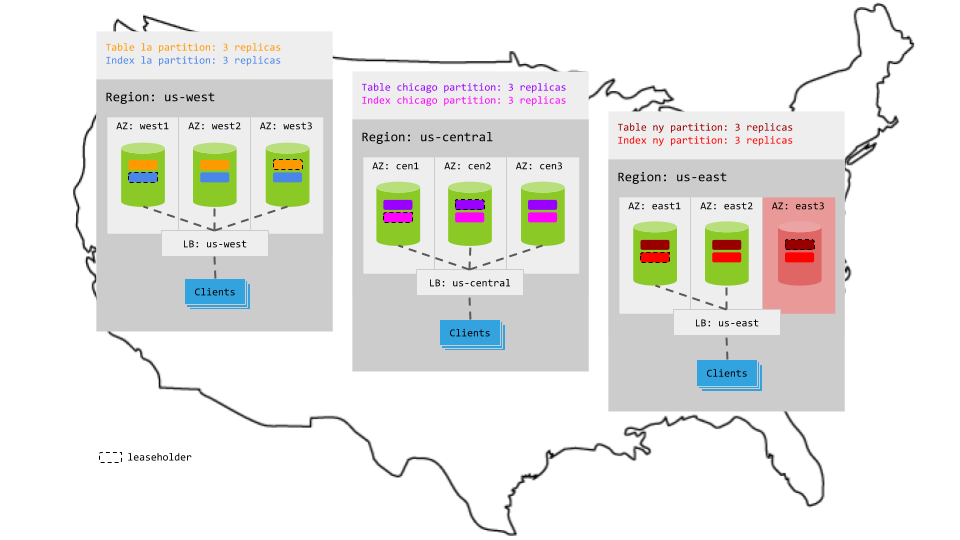 Table la partition: 3 replicas
Index la partition: 3 replicas
Region: us-west
AZ: west1
AZ: west2
AZ: west3
LB: us-west
Clients
Table chicago partition: 3 replicas
Index chicago partition: 3 replicas
Region: us-central
AZ: cen1
AZ: cen2
AZ: cen3
LB: us-central
Clients
Table ny partition: 3 replicas
Index ny partition: 3 replicas
Region: us-east
AZ: east1
AZ: east2
AZ: east3
LB: us-east
Clients
leaseholder